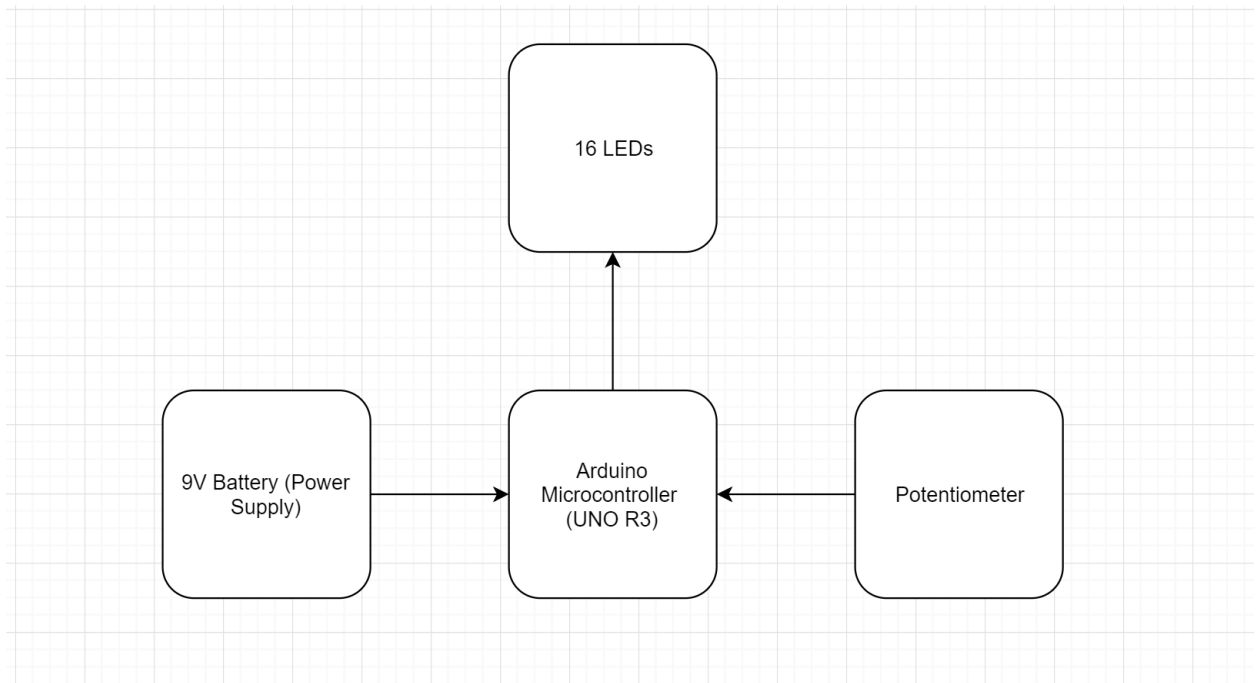 16 LEDs
9V Battery (Power
Supply)
Arduino
Microcontroller
(UNO R3)
Potentiometer